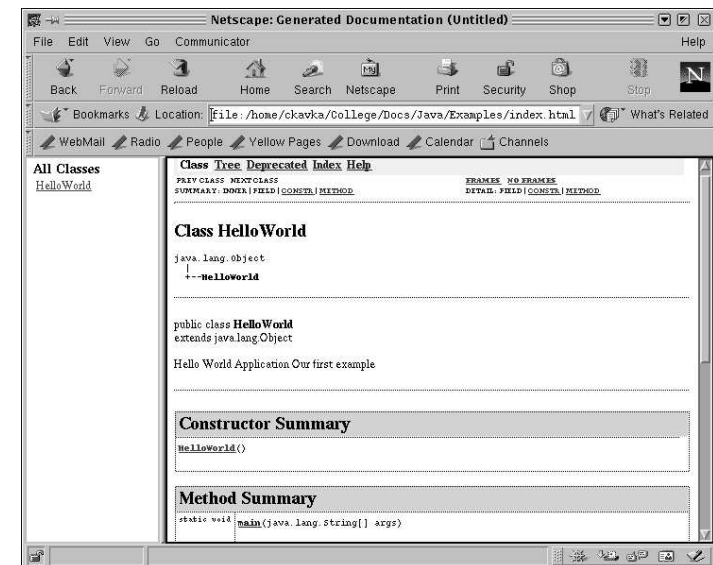 Netscape: Generated Documentation (Untitled)
File Edit View Go Communicator Help
Back Forward Reload Home Search Netscape Print Security Shop Stop
Bookmarks Location: file:/home/ckavka/College/Docs/Java/Examples/index.html What's Related
WebMail Radio People Yellow Pages Download Calendar Channels
All Classes
HelloWorld
Class Tree Deprecated Index Help
PREV CLASS NEXT CLASS FRAMES NO FRAMES
SUMMARY: INNER | FIELD | CONSTR | METHOD DETAIL: FIELD | CONSTR | METHOD
Class HelloWorld
java.lang.Object
|
+--HelloWorld
public class HelloWorld
extends java.lang.Object
Hello World Application Our first example
Constructor Summary
HelloWorld()
Method Summary
static void main(java.lang.String[] args)